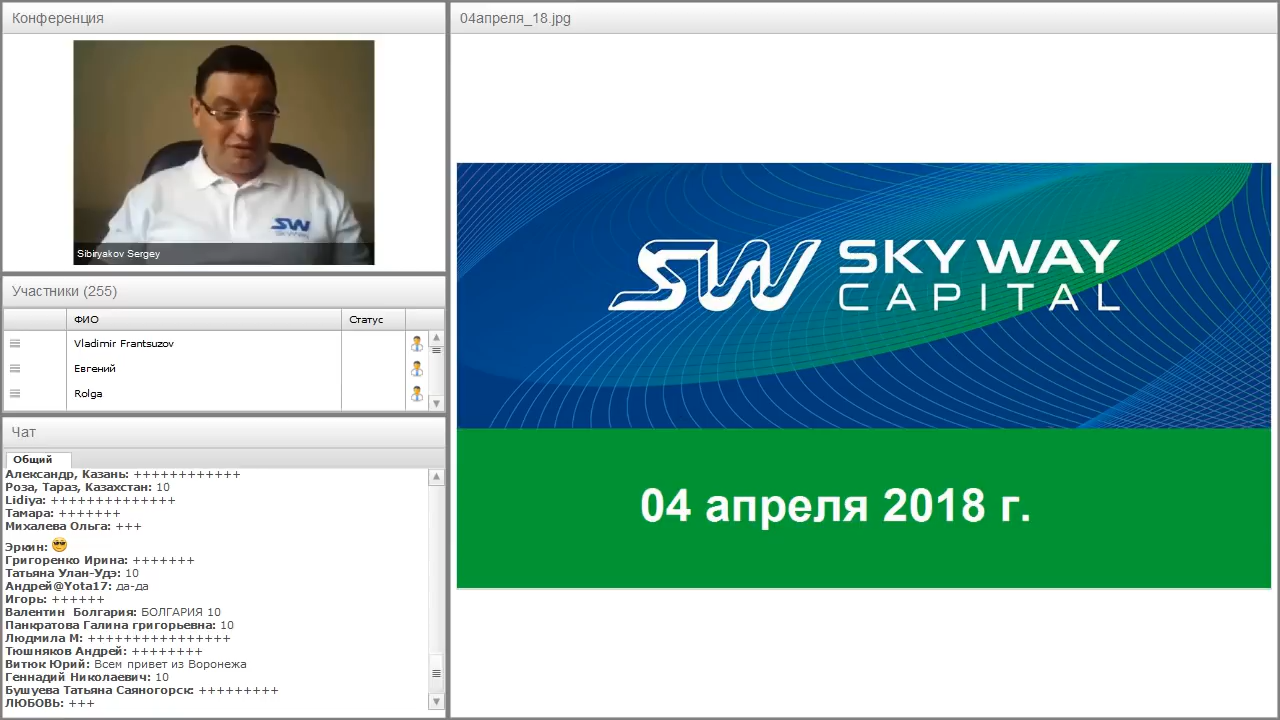 Конференция
SW
SkyWay
Sibiryakov Sergey
Участники (255)
ФИО
Статус
Vladimir Frantsuzov
Евгений
Rolga
Чат
Общий
Александр, Казань: ++++++++++++
Роза, Тараз, Казахстан: 10
Lidiya: ++++++++++++++
Тамара: +++++++
Михалева Ольга: +++
Эркин:
Григоренко Ирина: +++++++
Татьяна Улан-Удэ: 10
Андрей@Yota17: да-да
Игорь: ++++++
Валентин Болгария: БОЛГАРИЯ 10
Панкратова Галина григорьевна: 10
Людмила М: ++++++++++++++++
Тюшняков Андрей: ++++++++
Витюк Юрий: Всем привет из Воронежа
Геннадий Николаевич: 10
Бушуева Татьяна Саяногорск: +++++++++
ЛЮБОВЬ: +++
04апреля_18.jpg
SW SKY WAY
CAPITAL
04 апреля 2018 г.